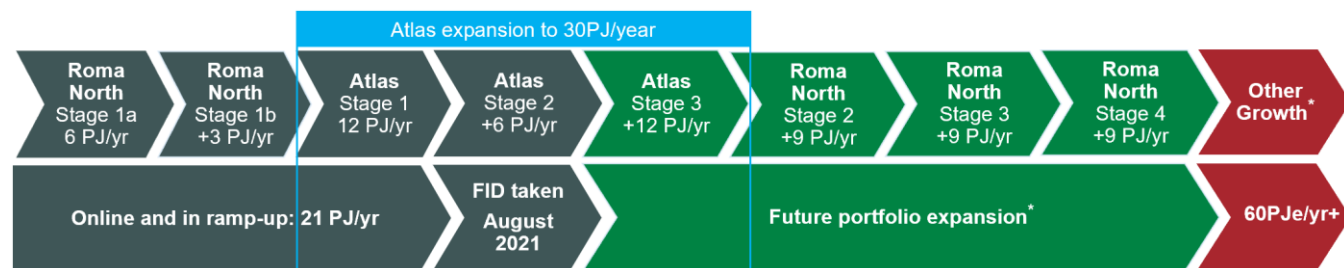 Atlas expansion to 30PJ/year
Roma
North
Stage 1a
6 PJ/yr
Roma
North
Stage 1b
+3 PJ/yr
Atlas
Stage 1
12 PJ/yr
Atlas
Stage 2
+6 PJ/yr
Atlas
Stage 3
+12 PJ/yr
Roma
North
Stage 2
+9 PJ/yr
Roma
North
Stage 3
+9 PJ/yr
Roma
North
Stage 4
+9 PJ/yr
Other
Growth*
Online and in ramp-up: 21 PJ/yr
FID taken
August
2021
Future portfolio expansion*
60PJe/yr+